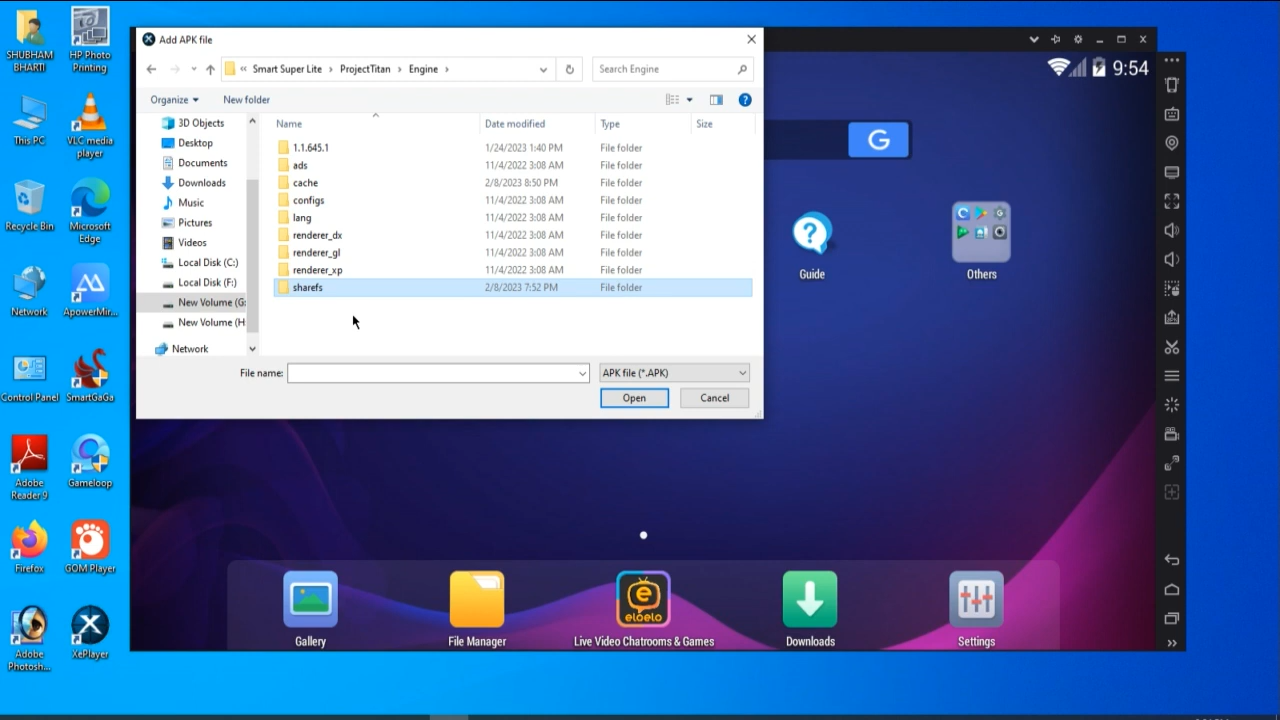 SHUBHAM
BHARTI
HP Photo
Printing
This PC
VLC media
player
Recycle Bin
Microsoft
Edge
Network
ApowerMir...
Control Panel
SmartGaGa
Adobe
Reader 9
Gameloop
Firefox
GOM Player
Adobe
Photosh...
XePlayer
Add APK file
« Smart Super Lite › ProjectTitan › Engine ›
Search Engine
Organize
New folder
3D Objects
Desktop
Documents
Downloads
Music
Pictures
Videos
Local Disk (C:)
Local Disk (F:)
New Volume (G:
New Volume (H
Network
Name Date modified Type Size
1.1.645.1 1/24/2023 1:40 PM File folder
ads 11/4/2022 3:08 AM File folder
cache 2/8/2023 8:50 PM File folder
configs 11/4/2022 3:08 AM File folder
lang 11/4/2022 3:08 AM File folder
renderer_dx 11/4/2022 3:08 AM File folder
renderer_gl 11/4/2022 3:08 AM File folder
renderer_xp 11/4/2022 3:08 AM File folder
sharefs 2/8/2023 7:52 PM File folder
File name:
APK file (*.APK)
Open
Cancel
9:54
G
Guide
Others
eloelo
Gallery
File Manager
Live Video Chatrooms & Games
Downloads
Settings